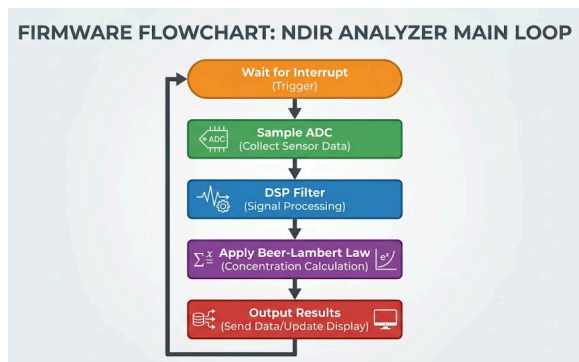 FIRMWARE FLOWCHART: NDIR ANALYZER MAIN LOOP
Wait for Interrupt
(Trigger)
ADC
Sample ADC
(Collect Sensor Data)
DSP Filter
(Signal Processing)
Σ x =
Apply Beer-Lambert Law
(Concentration Calculation)
eˣ
Output Results
(Send Data/Update Display)